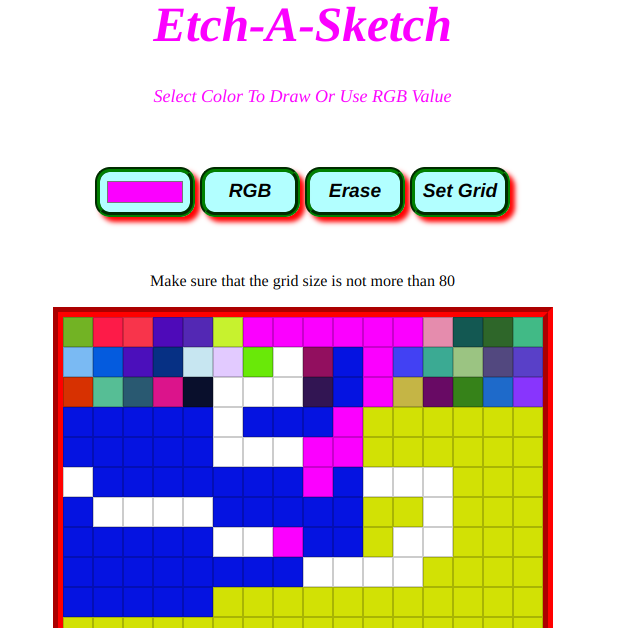 Etch-A-Sketch
Select Color To Draw Or Use RGB Value
RGB Erase Set Grid
Make sure that the grid size is not more than 80